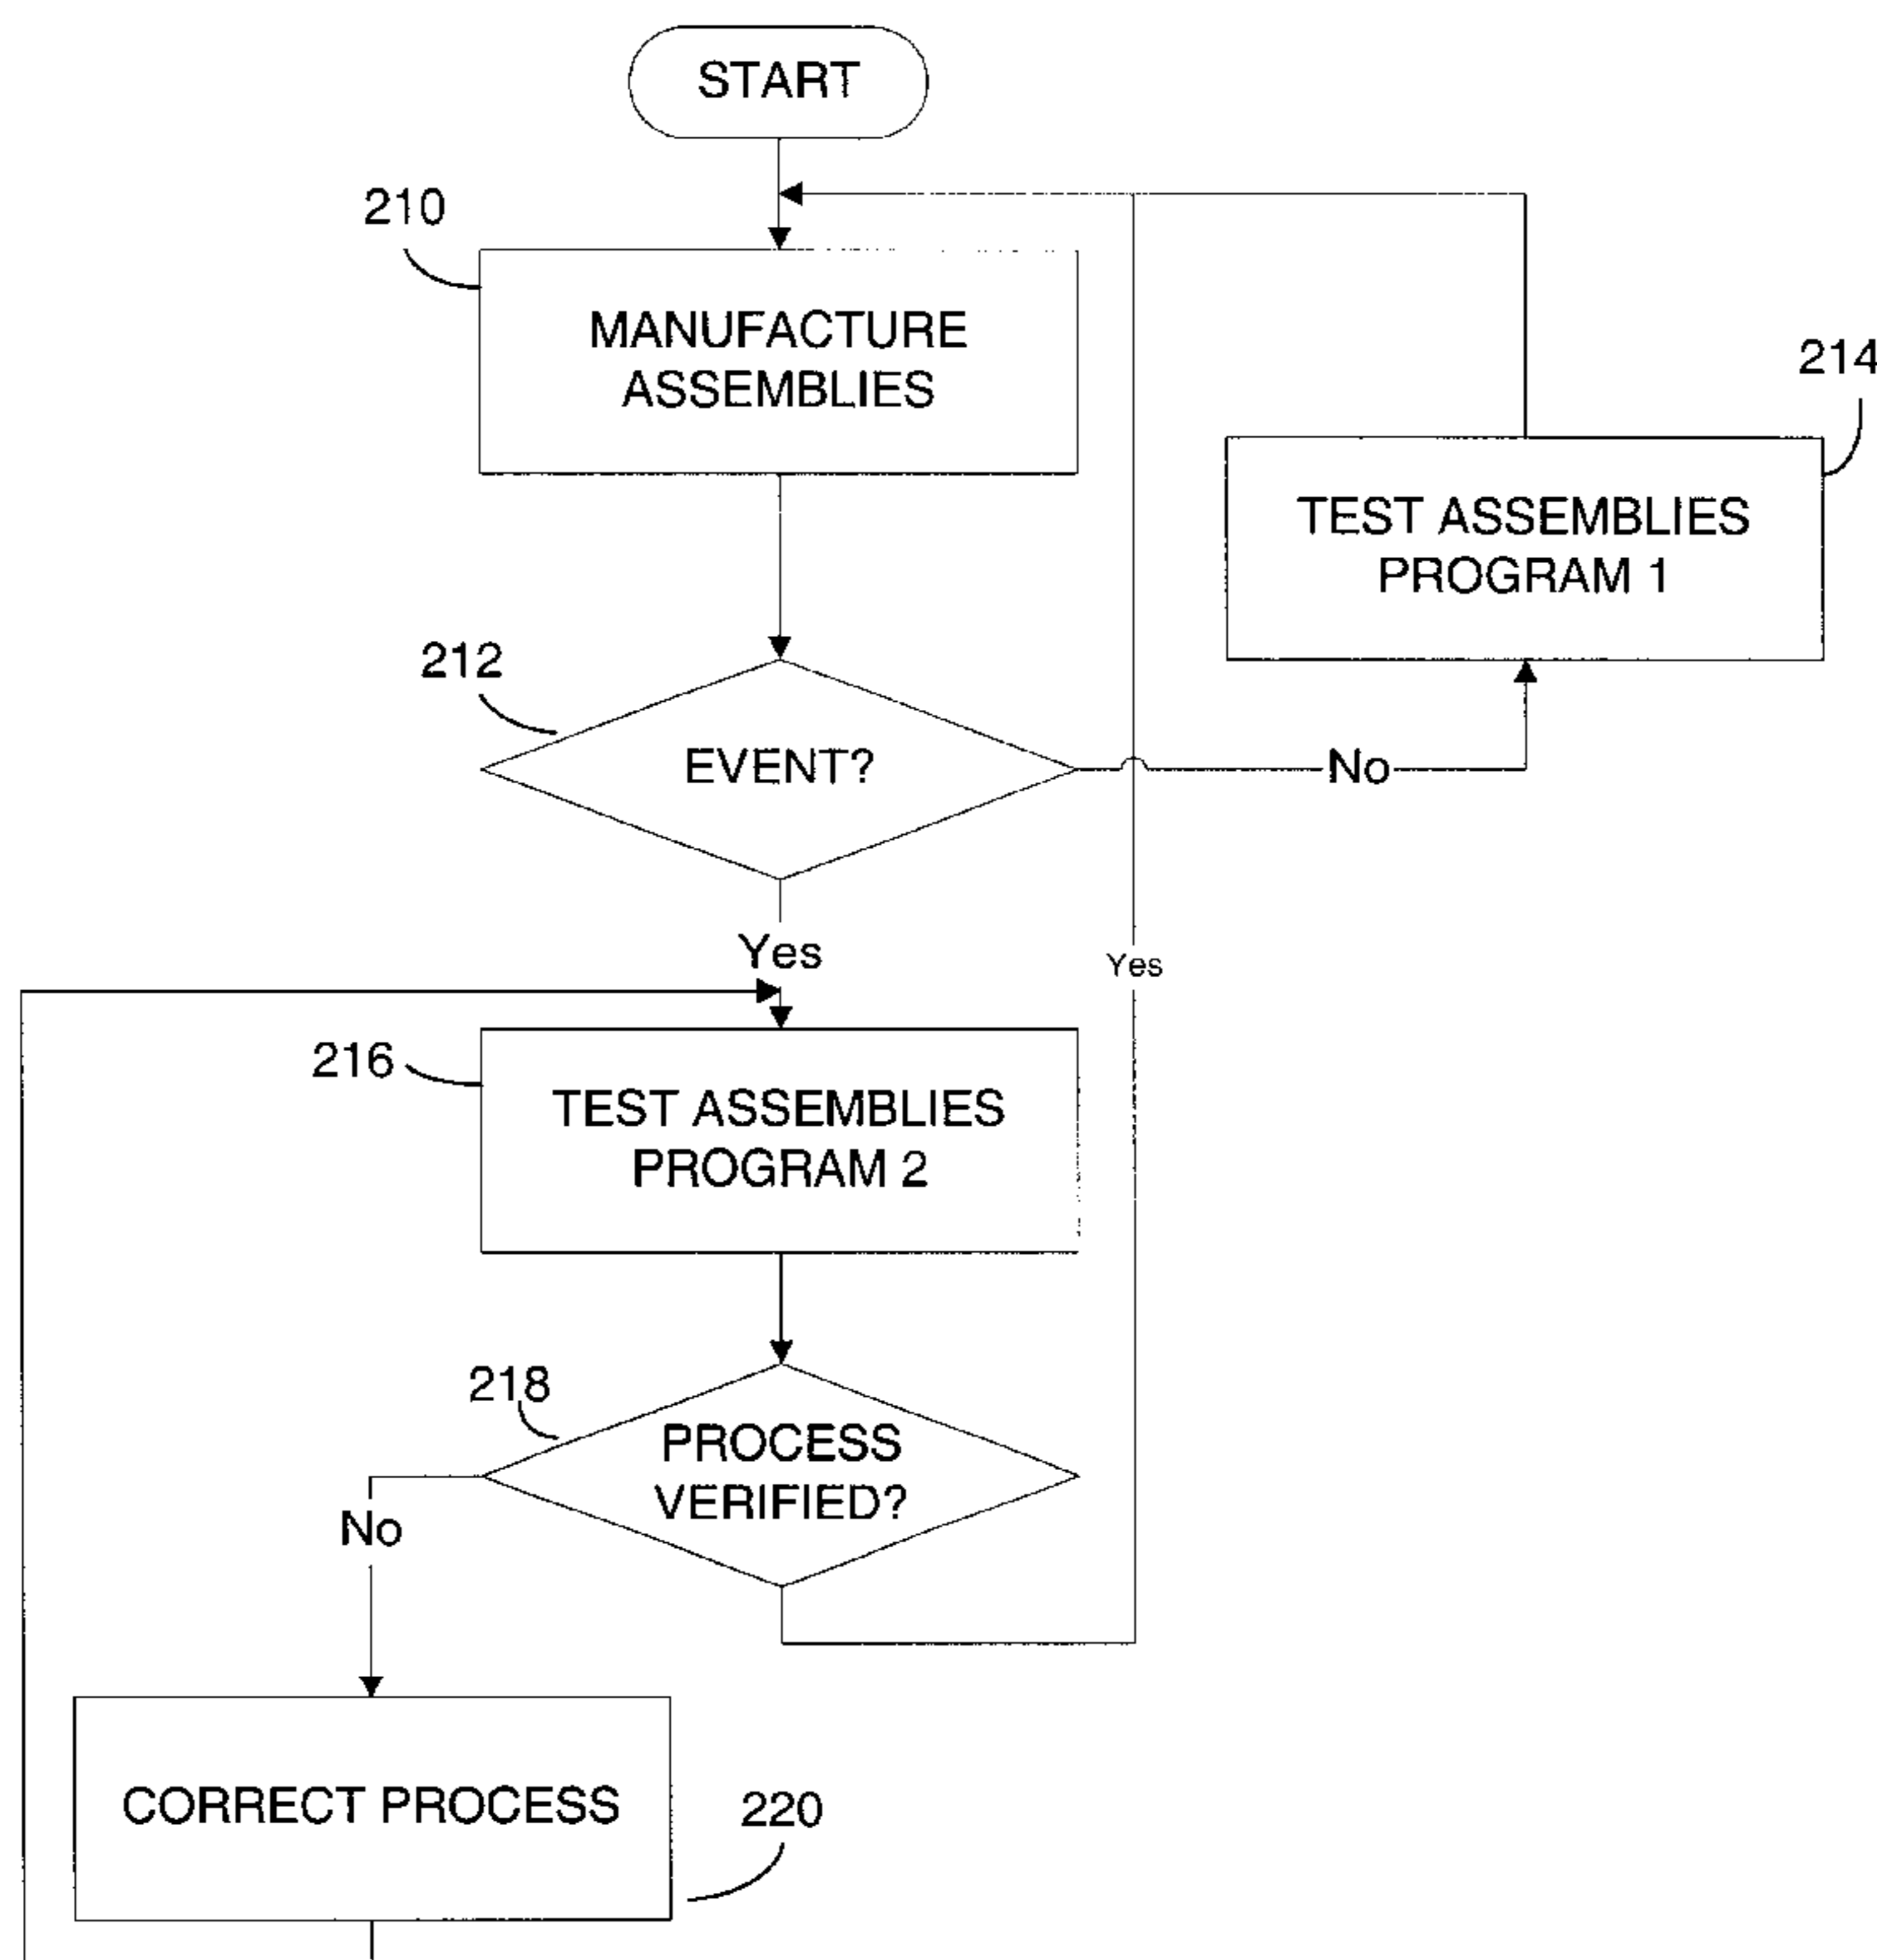 START
210
MANUFACTURE
ASSEMBLIES
214
TEST ASSEMBLIES
PROGRAM 1
212
EVENT?
No
Yes
Yes
216
TEST ASSEMBLIES
PROGRAM 2
218
PROCESS
VERIFIED?
No
CORRECT PROCESS
220